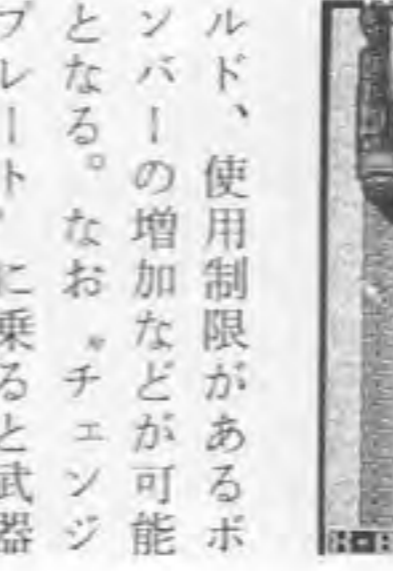 ルド、使用制限があるボ
ンバーの増加などが可能
となる。なお〝チェンジ
プレート〟に乗ると武器